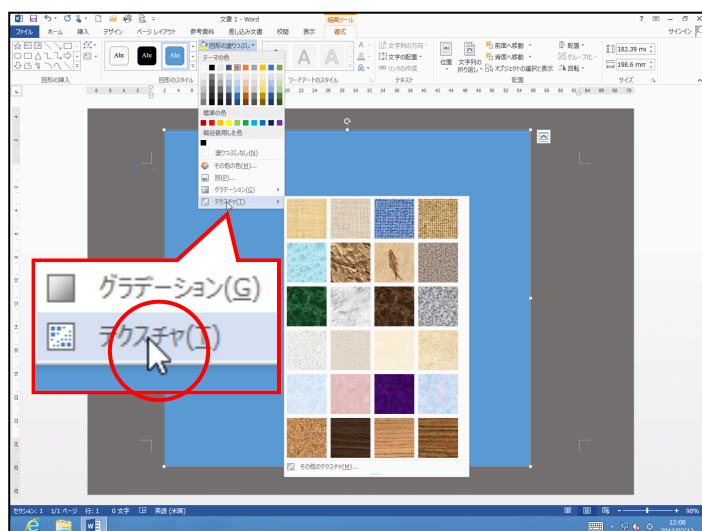 文書 1 - Word
描画ツール
ファイル ホーム 挿入 デザイン ページ レイアウト 参考資料 差し込み文書 校閲 表示 書式
サインイン
図形の塗りつぶし
Abc Abc Abc
A A
文字列の方向
文字の配置
リンクの作成
位置 文字列の折り返し
前面へ移動
背面へ移動
オブジェクトの選択と表示
配置
グループ化
回転
182.39 mm
198.6 mm
図形の挿入 図形のスタイル ワードアートのスタイル テキスト 配置 サイズ
テーマの色
標準の色
最近使用した色
塗りつぶしなし(N)
その他の色(M)...
図(P)...
グラデーション(G)
テクスチャ(T)
グラデーション(G)
テクスチャ(T)
その他のテクスチャ(M)...
セクション: 1 1/1 ページ 行: 1 0 文字 英語 (米国)
98%
12:08